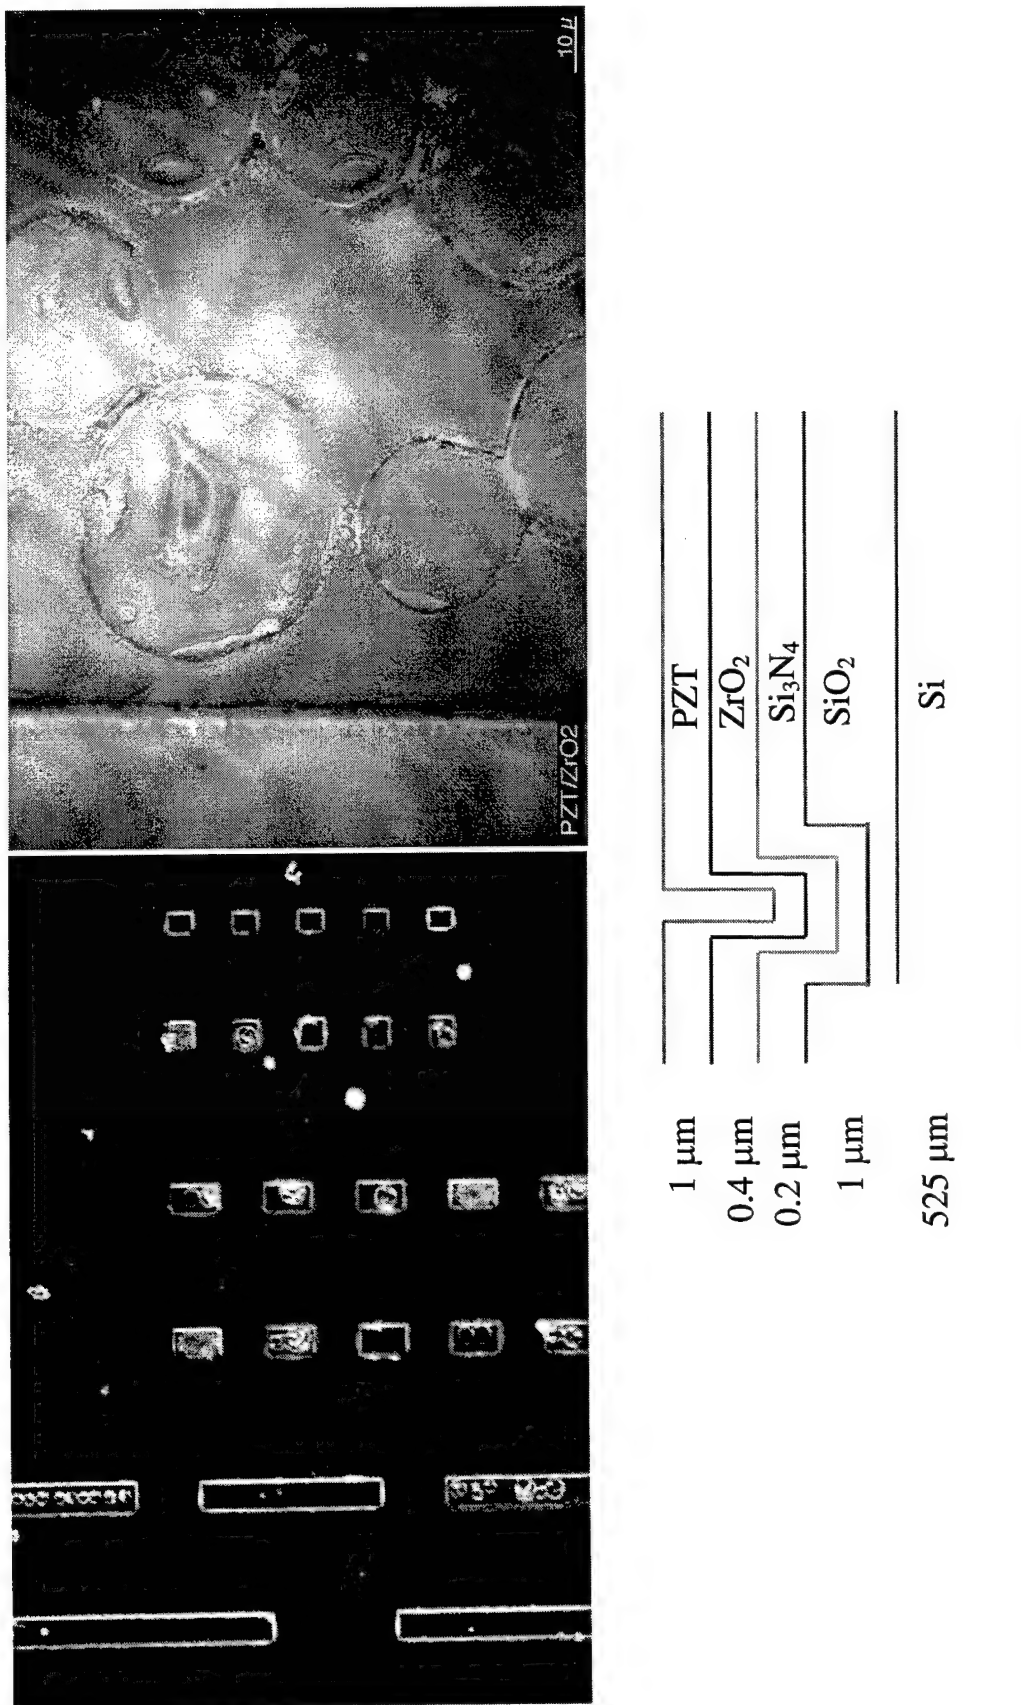 10 μ
PZT/ZrO2
1 μm PZT
0.4 μm ZrO₂
0.2 μm Si₃N₄
1 μm SiO₂
525 μm Si